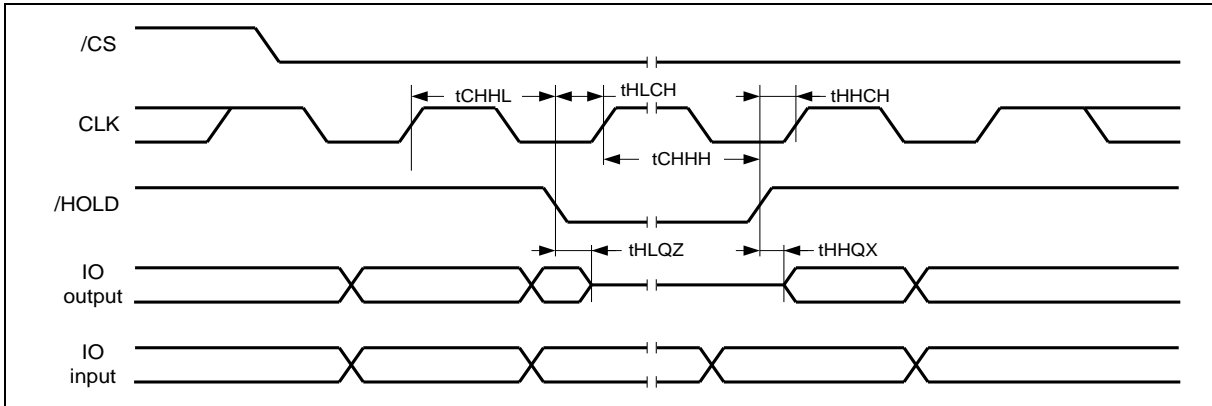 /CS
tCHHL
tHLCH
tHHCH
CLK
tCHHH
/HOLD
tHLQZ
tHHQX
IO
output
IO
input